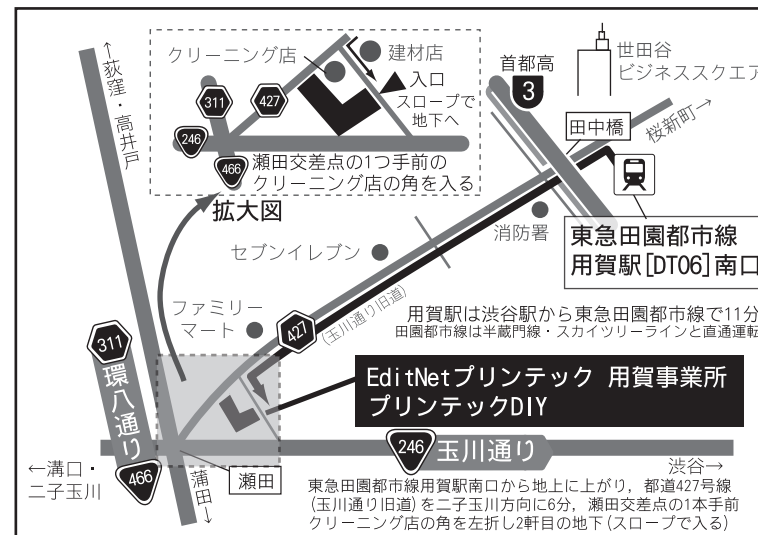 ←荻窪・高井戸
クリーニング店
建材店
入口
スロープで
地下へ
311
427
246
466
瀬田交差点の1つ手前の
クリーニング店の角を入る
拡大図
首都高
3
世田谷
ビジネススクエア
田中橋
桜新町→
消防署
東急田園都市線
用賀駅[DT06]南口
セブンイレブン
ファミリー
マート
427
(玉川通り旧道)
用賀駅は渋谷駅から東急田園都市線で11分
田園都市線は半蔵門線・スカイツリーラインと直通運転
311
環八通り
466
EditNetプリンテック 用賀事業所
プリンテックDIY
246 玉川通り
←溝口・
二子玉川
蒲田→
瀬田
渋谷→
東急田園都市線用賀駅南口から地上に上がり，都道427号線
(玉川通り旧道)を二子玉川方向に6分，瀬田交差点の1本手前
クリーニング店の角を左折し2軒目の地下(スロープで入る)